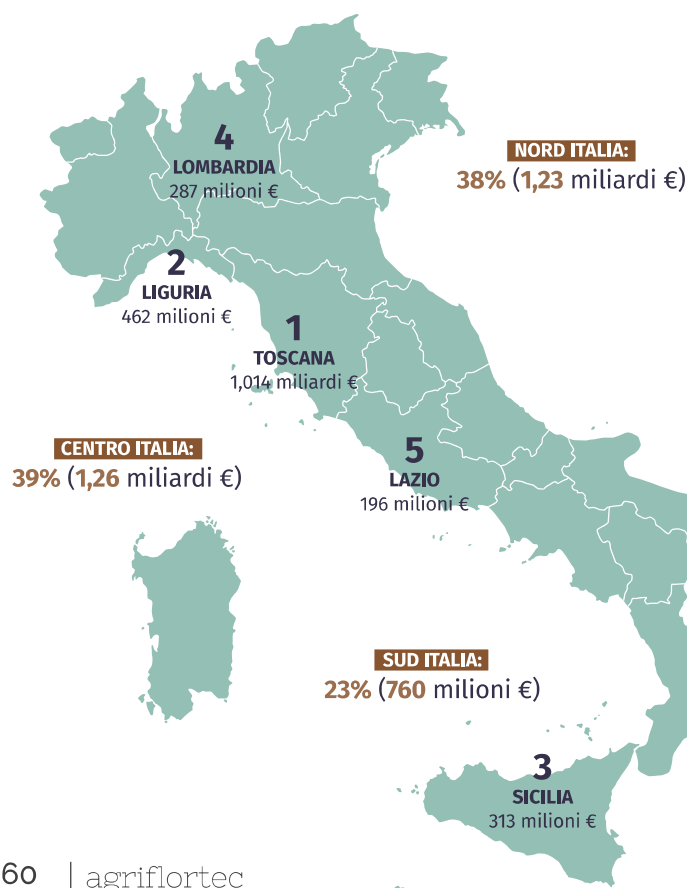 4
LOMBARDIA
287 milioni €
NORD ITALIA:
38% (1,23 miliardi €)
2
LIGURIA
462 milioni €
1
TOSCANA
1,014 miliardi €
CENTRO ITALIA:
39% (1,26 miliardi €)
5
LAZIO
196 milioni €
SUD ITALIA:
23% (760 milioni €)
3
SICILIA
313 milioni €
60 | agriflortec